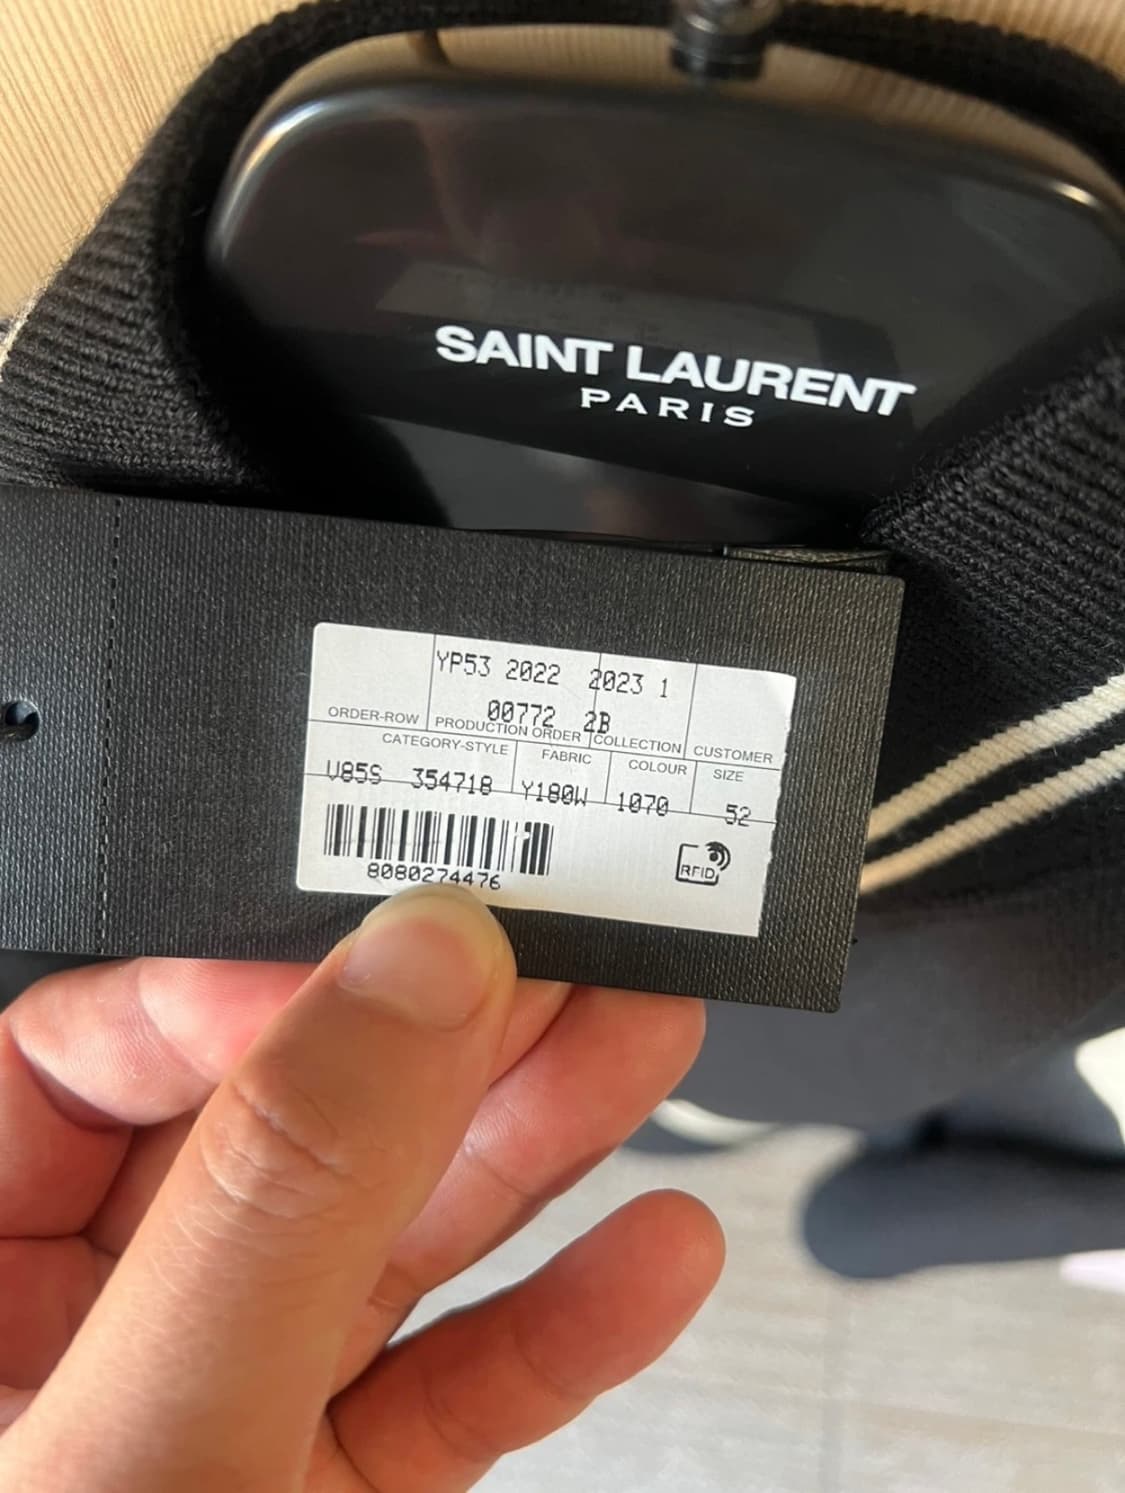 SAINT LAURENT
PARIS
YP53 2022 2023 1
00772 2B
ORDER-ROW PRODUCTION ORDER COLLECTION CUSTOMER
CATEGORY-STYLE FABRIC COLOUR SIZE
V85S 354718 Y180W 1070 52
8080274476
RFID